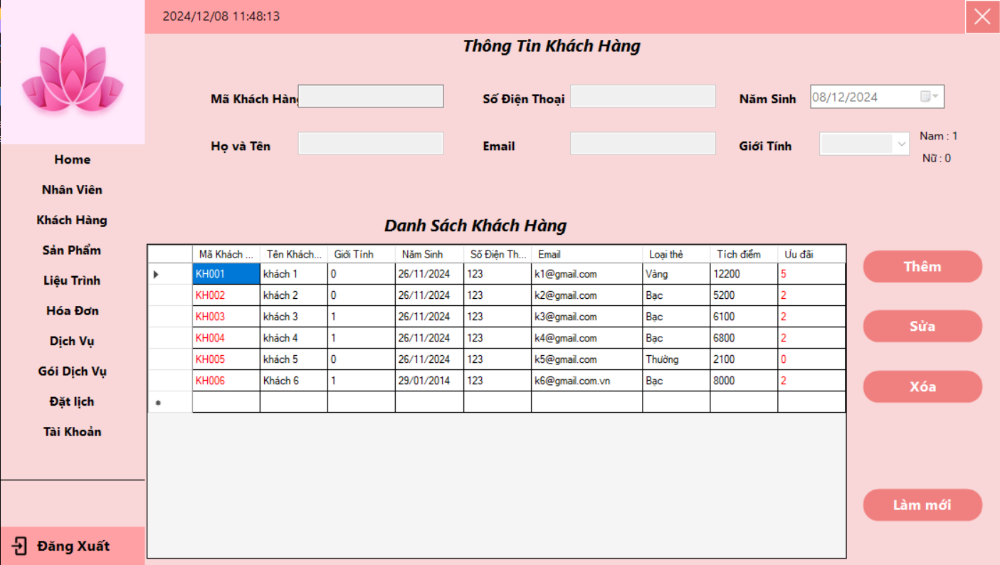 2024/12/08 11:48:13
Thông Tin Khách Hàng
Mã Khách Hàng
Số Điện Thoại
Năm Sinh
08/12/2024
Họ và Tên
Email
Giới Tính
Nam : 1
Nữ : 0
Home
Nhân Viên
Khách Hàng
Sản Phẩm
Liệu Trình
Hóa Đơn
Dịch Vụ
Gói Dịch Vụ
Đặt lịch
Tài Khoản
Đăng Xuất
Danh Sách Khách Hàng
Mã Khách ... Tên Khách... Giới Tính Năm Sinh Số Điện Th... Email Loại thẻ Tích điểm Ưu đãi
KH001 khách 1 0 26/11/2024 123 k1@gmail.com Vàng 12200 5
KH002 khách 2 0 26/11/2024 123 k2@gmail.com Bạc 5200 2
KH003 khách 3 1 26/11/2024 123 k3@gmail.com Bạc 6100 2
KH004 khách 4 1 26/11/2024 123 k4@gmail.com Bạc 6800 2
KH005 khách 5 0 26/11/2024 123 k5@gmail.com Thường 2100 0
KH006 Khách 6 1 29/01/2014 123 k6@gmail.com.vn Bạc 8000 2
Thêm
Sửa
Xóa
Làm mới